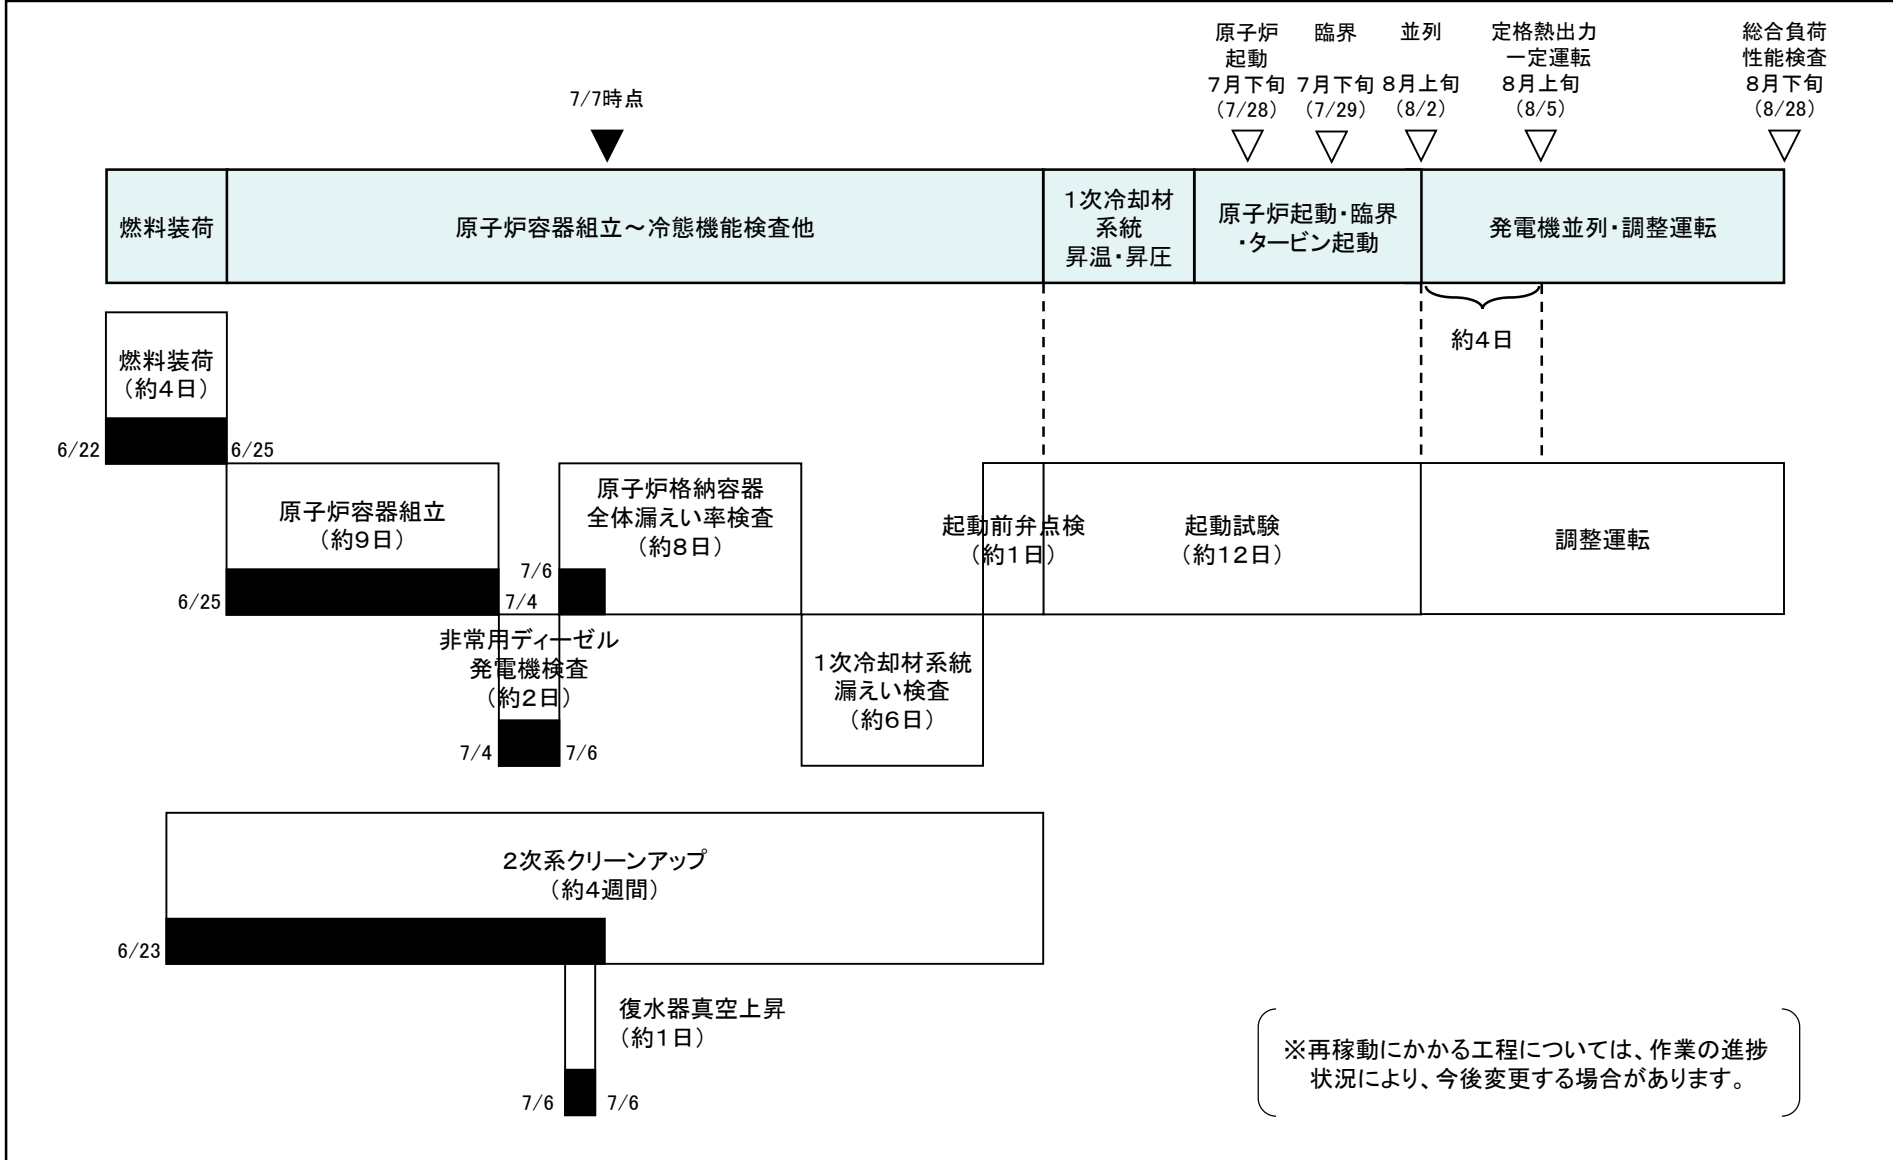 原子炉
起動
7月下旬
(7/28)
臨界
7月下旬
(7/29)
並列
8月上旬
(8/2)
定格熱出力
一定運転
8月上旬
(8/5)
総合負荷
性能検査
8月下旬
(8/28)
7/7時点
燃料装荷
原子炉容器組立～冷態機能検査他
1次冷却材
系統
昇温・昇圧
原子炉起動・臨界
・タービン起動
発電機並列・調整運転
約4日
燃料装荷
(約4日)
6/22
6/25
原子炉容器組立
(約9日)
6/25
7/4
7/6
原子炉格納容器
全体漏えい率検査
(約8日)
起動前弁点検
(約1日)
起動試験
(約12日)
調整運転
非常用ディーゼル
発電機検査
(約2日)
7/4
7/6
1次冷却材系統
漏えい検査
(約6日)
2次系クリーンアップ
(約4週間)
6/23
復水器真空上昇
(約1日)
7/6
7/6
※再稼動にかかる工程については、作業の進捗
状況により、今後変更する場合があります。